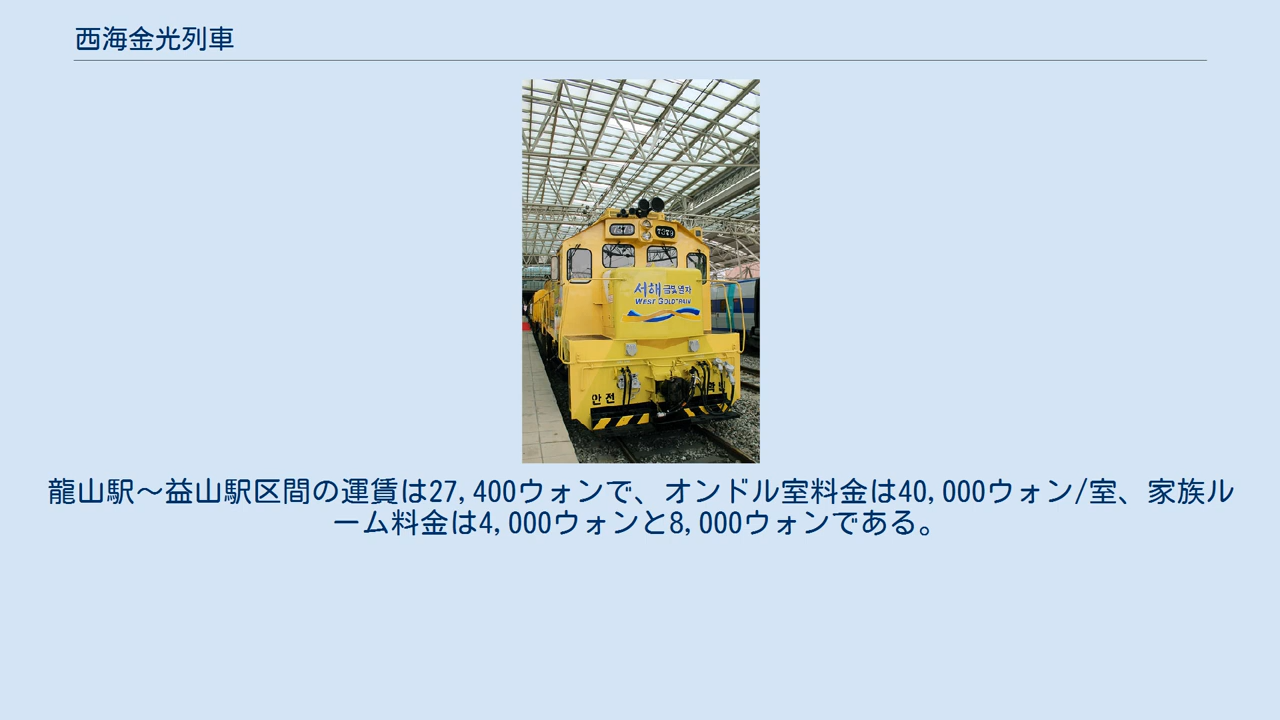 西海金光列車
7379
서해 금빛열차
WEST GOLD TRAIN
안전
龍山駅～益山駅区間の運賃は27,400ウォンで、オンドル室料金は40,000ウォン/室、家族ル
ーム料金は4,000ウォンと8,000ウォンである。